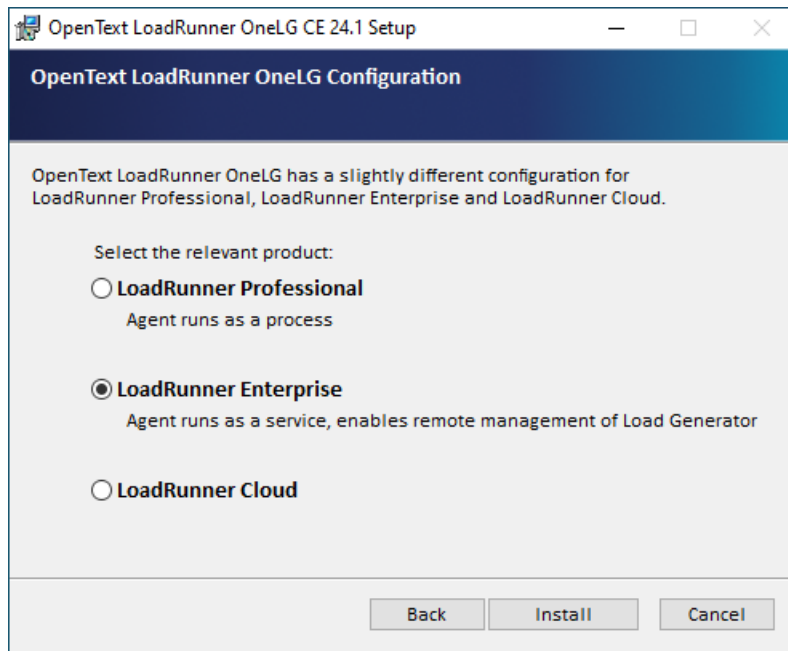 OpenText LoadRunner OneLG CE 24.1 Setup
OpenText LoadRunner OneLG Configuration
OpenText LoadRunner OneLG has a slightly different configuration for
LoadRunner Professional, LoadRunner Enterprise and LoadRunner Cloud.
Select the relevant product:
LoadRunner Professional
Agent runs as a process
LoadRunner Enterprise
Agent runs as a service, enables remote management of Load Generator
LoadRunner Cloud
Back Install Cancel